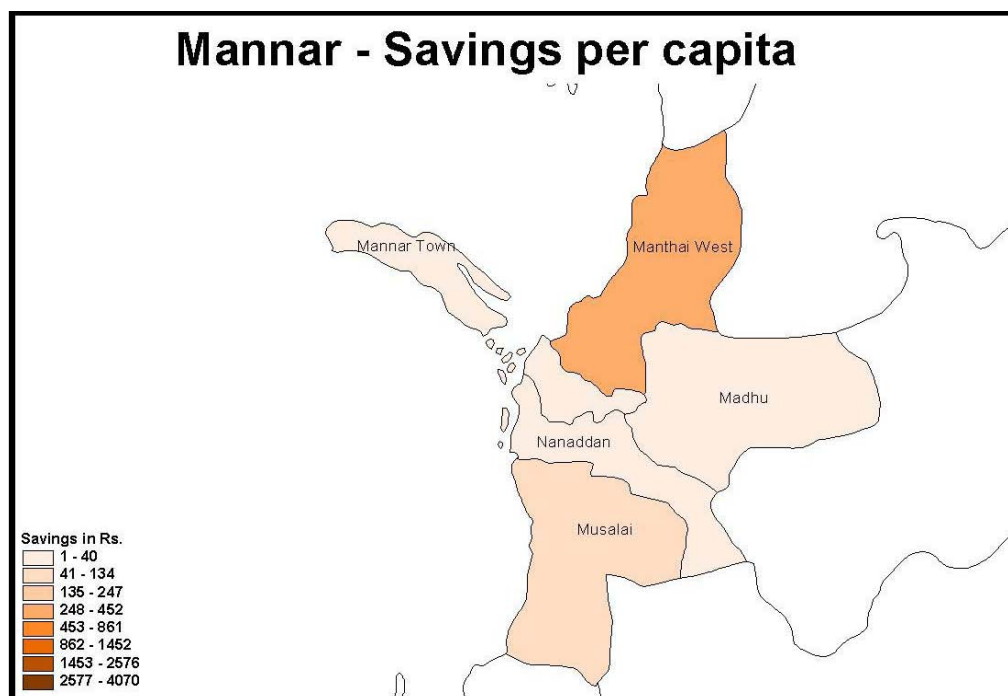 Mannar - Savings per capita
Mannar Town
Manthai West
Madhu
Nanaddan
Musalai
Savings in Rs.
1 - 40
41 - 134
135 - 247
248 - 452
453 - 861
862 - 1452
1453 - 2576
2577 - 4070